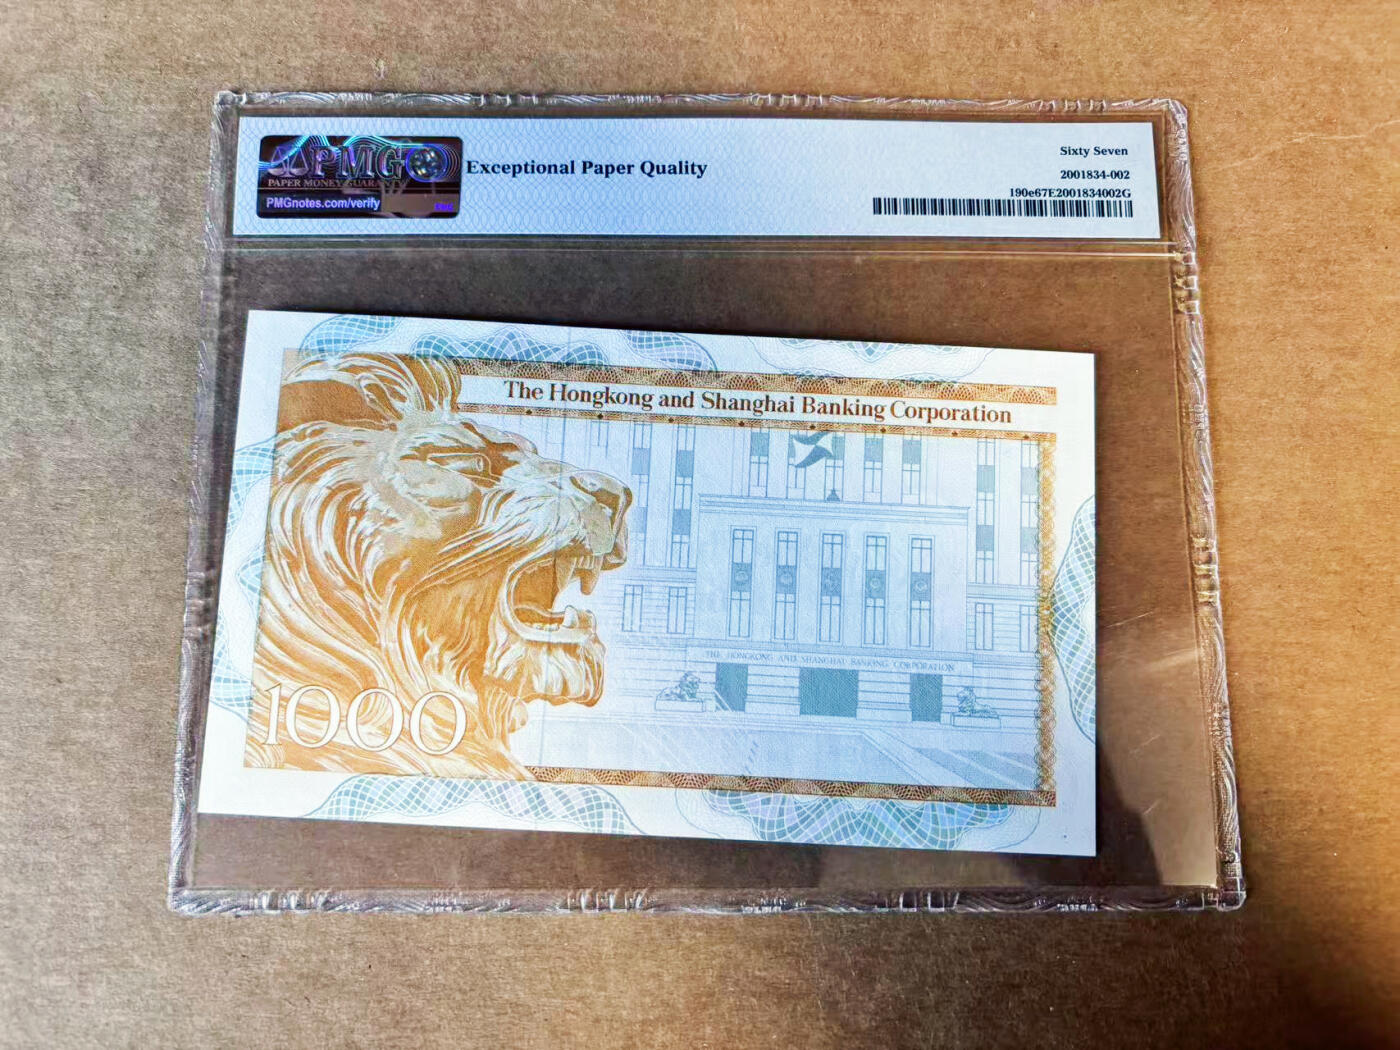 PMG
PAPER MONEY GUARANTY
PMGnotes.com/verify
Exceptional Paper Quality
Sixty Seven
2001834-002
190e67E2001834002G
The Hongkong and Shanghai Banking Corporation
THE HONGKONG AND SHANGHAI BANKING CORPORATION
1000